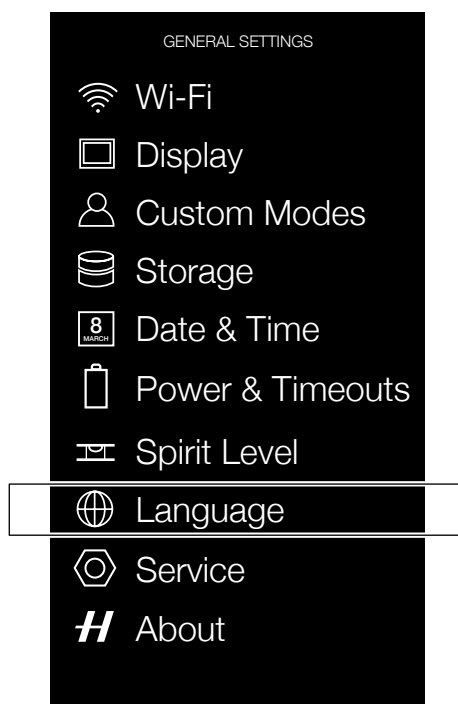 GENERAL SETTINGS
Wi-Fi
Display
Custom Modes
Storage
8
MARCH
Date & Time
Power & Timeouts
Spirit Level
Language
Service
H About